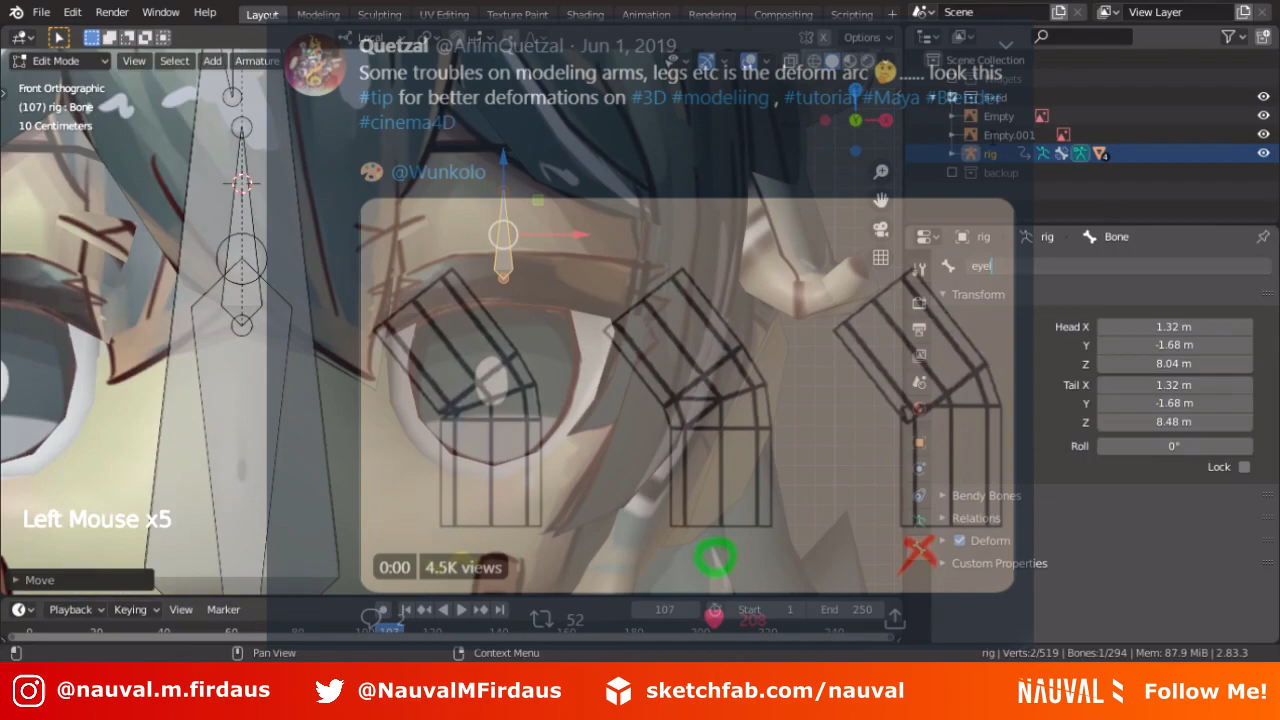 File Edit Render Window Help
Layout Modeling Sculpting UV Editing Texture Paint Shading Animation Rendering Compositing Scripting +
Scene View Layer
Local Options
Edit Mode View Select Add Armature
Front Orthographic
(107) rig : Bone
10 Centimeters
Quetzal @AnimQuetzal · Jun 1, 2019
Some troubles on modeling arms, legs etc is the deform arc 🤔 ...... look this
#tip for better deformations on #3D #modeliing , #tutorial #Maya
#cinema4D
@Wunkolo
0:00 4.5K views
52
208
Scene Collection
Empty
Empty.001
rig
backup
rig rig Bone
eyel
Transform
Head X 1.32 m
Y -1.68 m
Z 8.04 m
Tail X 1.32 m
Y -1.68 m
Z 8.48 m
Roll 0°
Lock
Bendy Bones
Relations
Deform
Custom Properties
Left Mouse x5
Move
Playback Keying View Marker
107 Start 1 End 250
Pan View Context Menu
rig | Verts:2/519 | Bones:1/294 | Mem: 87.9 MiB | 2.83.3
@nauval.m.firdaus @NauvalMFirdaus sketchfab.com/nauval NAUVAL Follow Me!